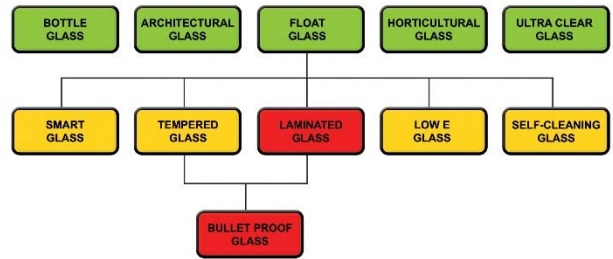 BOTTLE
GLASS
ARCHITECTURAL
GLASS
FLOAT
GLASS
HORTICULTURAL
GLASS
ULTRA CLEAR
GLASS
SMART
GLASS
TEMPERED
GLASS
LAMINATED
GLASS
LOW E
GLASS
SELF-CLEANING
GLASS
BULLET PROOF
GLASS